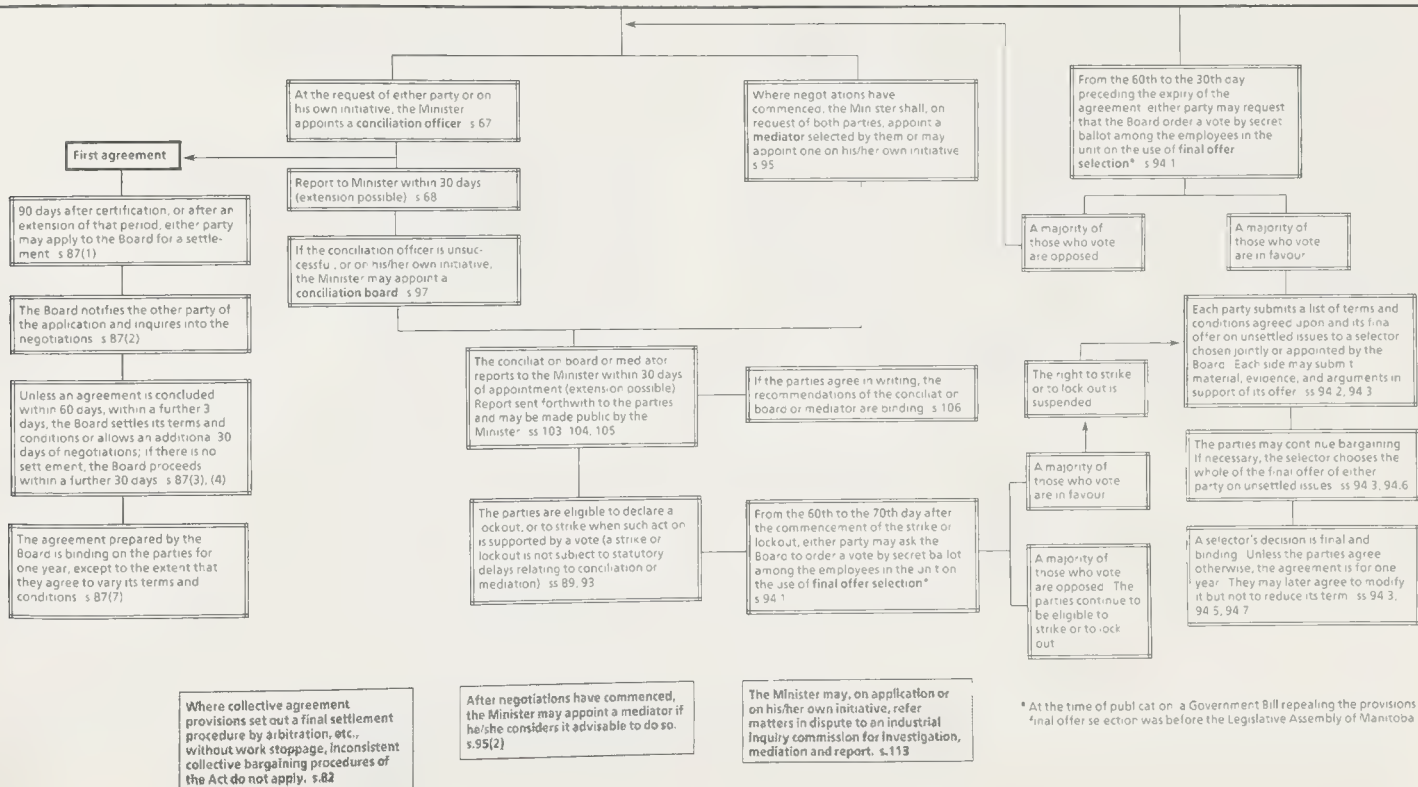 At the request of either party or on
his own initiative, the Minister
appoints a conciliation officer s 67
Where negot ations have
commenced, the Min ster shall, on
request of both parties, appoint a
mediator selected by them or may
appoint one on his/her own initiative
s 95
From the 60th to the 30th day
preceding the expiry of the
agreement either party may request
that the Board order a vote by secret
ballot among the employees in the
unit on the use of final offer
selection* s 94 1
First agreement
Report to Minister within 30 days
(extension possible) s 68
90 days after certification, or after an
extension of that period, either party
may apply to the Board for a settle-
ment s 87(1)
A majority of
those who vote
are opposed
A majority of
those who vote
are in favour
If the conciliation officer is unsuc-
cessfu , or on his/her own initiative,
the Minister may appoint a
conciliation board s 97
The Board notifies the other party of
the application and inquires into the
negotiations s 87(2)
Each party submits a list of terms and
conditions agreed upon and its fina
offer on unsettled issues to a selector
chosen jointly or appointed by the
Board Each side may submit
material, evidence, and arguments in
support of its offer ss 94 2, 94 3
The conciliat on board or med ator
reports to the Minister within 30 days
of appointment (extension possible)
Report sent forthwith to the parties
and may be made public by the
Minister ss 103 104, 105
If the parties agree in writing, the
recommendations of the conciliat on
board or mediator are binding s 106
The right to strike
or to lock out is
suspended
Unless an agreement is concluded
within 60 days, within a further 3
days, the Board settles its terms and
conditions or allows an additiona 30
days of negotiations; if there is no
sett ement, the Board proceeds
within a further 30 days s 87(3), (4)
The parties may cont nue bargaining
If necessary, the selector chooses the
whole of the final offer of either
party on unsettled issues ss 94 3, 94.6
A majority of
those who vote
are in favour
The parties are eligible to declare a
ockout, or to strike when such act on
is supported by a vote (a strike or
lockout is not subject to statutory
delays relating to conciliation or
mediation) ss 89, 93
From the 60th to the 70th day after
the commencement of the strike or
lockout, either party may ask the
Board to order a vote by secret ba lot
among the employees in the un t on
the use of final offer selection*
s 94 1
The agreement prepared by the
Board is binding on the parties for
one year, except to the extent that
they agree to vary its terms and
conditions s 87(7)
A selector's decision is final and
binding Unless the parties agree
otherwise, the agreement is for one
year They may later agree to modify
it but not to reduce its term ss 94 3,
94 5, 94 7
A majority of
those who vote
are opposed The
parties continue to
be eligible to
strike or to lock
out
Where collective agreement
provisions set out a final settlement
procedure by arbitration, etc.,
without work stoppage, inconsistent
collective bargaining procedures of
the Act do not apply. s.82
After negotiations have commenced,
the Minister may appoint a mediator if
he/she considers it advisable to do so.
s.95(2)
The Minister may, on application or
on his/her own initiative, refer
matters in dispute to an industrial
inquiry commission for investigation,
mediation and report. s.113
* At the time of publ cat on a Government Bill repealing the provisions
final offer se ection was before the Legislative Assembly of Manitoba